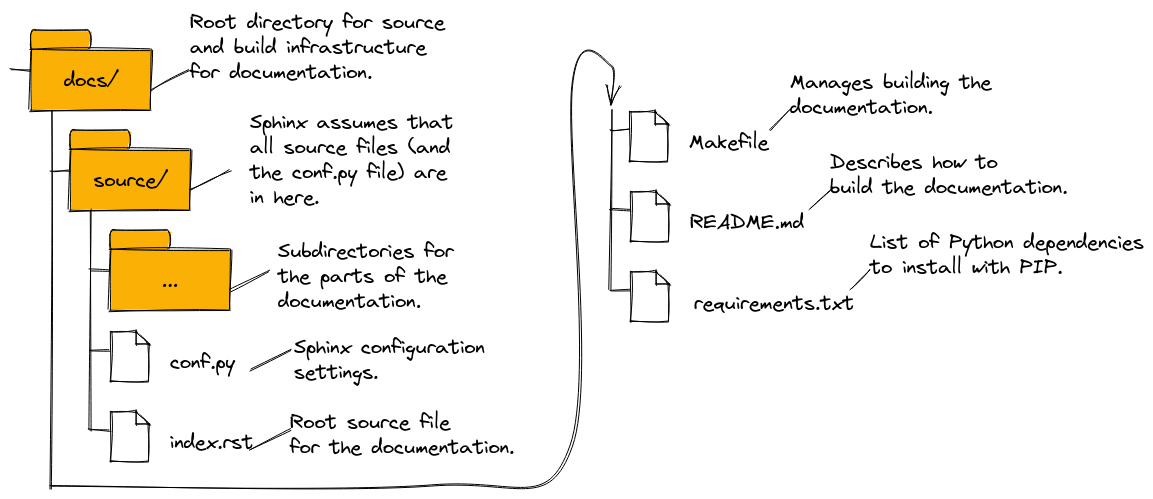 docs/
Root directory for source
and build infrastructure
for documentation.
source/
Sphinx assumes that
all source files (and
the conf.py file) are
in here.
...
Subdirectories for
the parts of the
documentation.
conf.py
Sphinx configuration
settings.
index.rst
Root source file
for the documentation.
Makefile
Manages building the
documentation.
README.md
Describes how to
build the documentation.
requirements.txt
List of Python dependencies
to install with PIP.